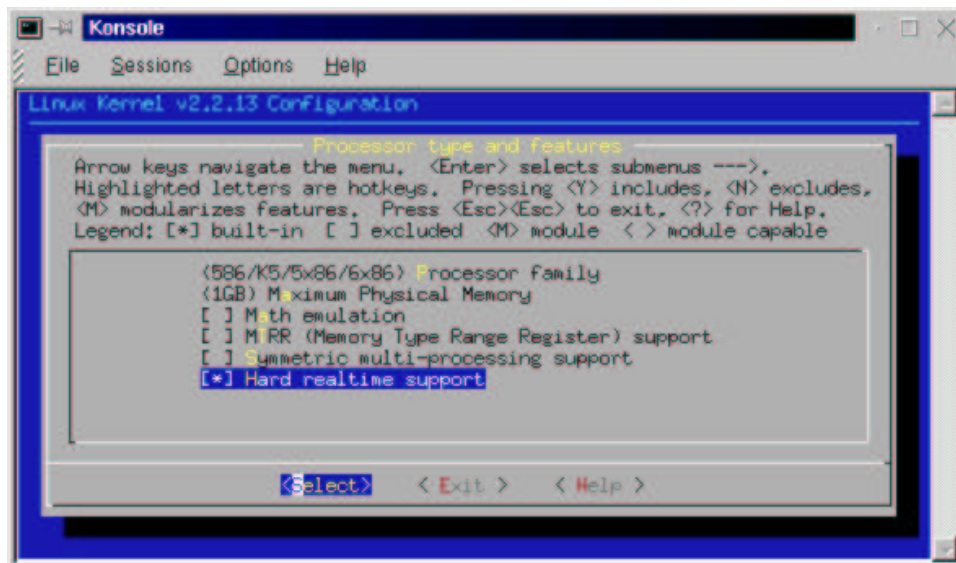 Konsole
File Sessions Options Help
Linux Kernel v2.2.13 Configuration
Processor type and features
Arrow keys navigate the menu. <Enter> selects submenus --->.
Highlighted letters are hotkeys. Pressing <Y> includes, <N> excludes,
<M> modularizes features. Press <Esc><Esc> to exit, <?> for Help.
Legend: [*] built-in [ ] excluded <M> module < > module capable
(586/K5/5x86/6x86) Processor family
(1GB) Maximum Physical Memory
[ ] Math emulation
[ ] MTRR (Memory Type Range Register) support
[ ] Symmetric multi-processing support
[*] Hard realtime support
<Select> < Exit > < Help >